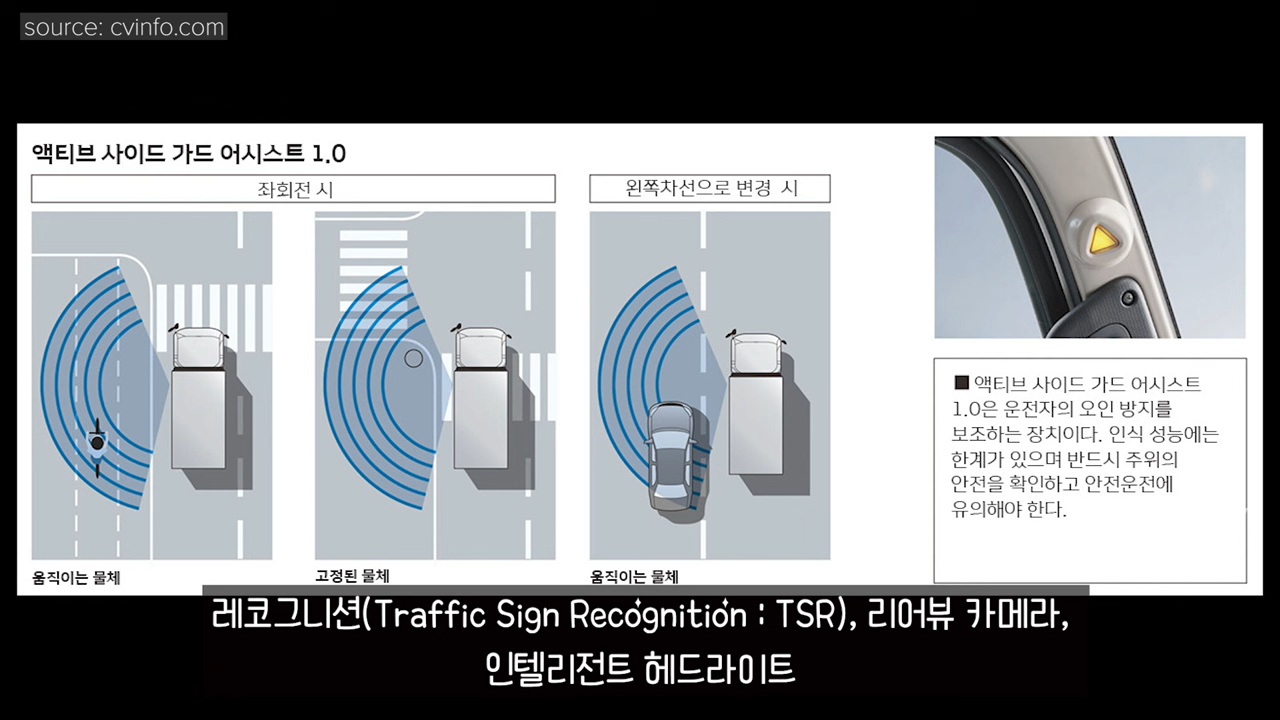 source: cvinfo.com
액티브 사이드 가드 어시스트 1.0
좌회전 시
왼쪽차선으로 변경 시
■ 액티브 사이드 가드 어시스트
1.0은 운전자의 오인 방지를
보조하는 장치이다. 인식 성능에는
한계가 있으며 반드시 주위의
안전을 확인하고 안전운전에
유의해야 한다.
움직이는 물체
고정된 물체
움직이는 물체
레코그니션(Traffic Sign Recognition : TSR), 리어뷰 카메라,
인텔리전트 헤드라이트